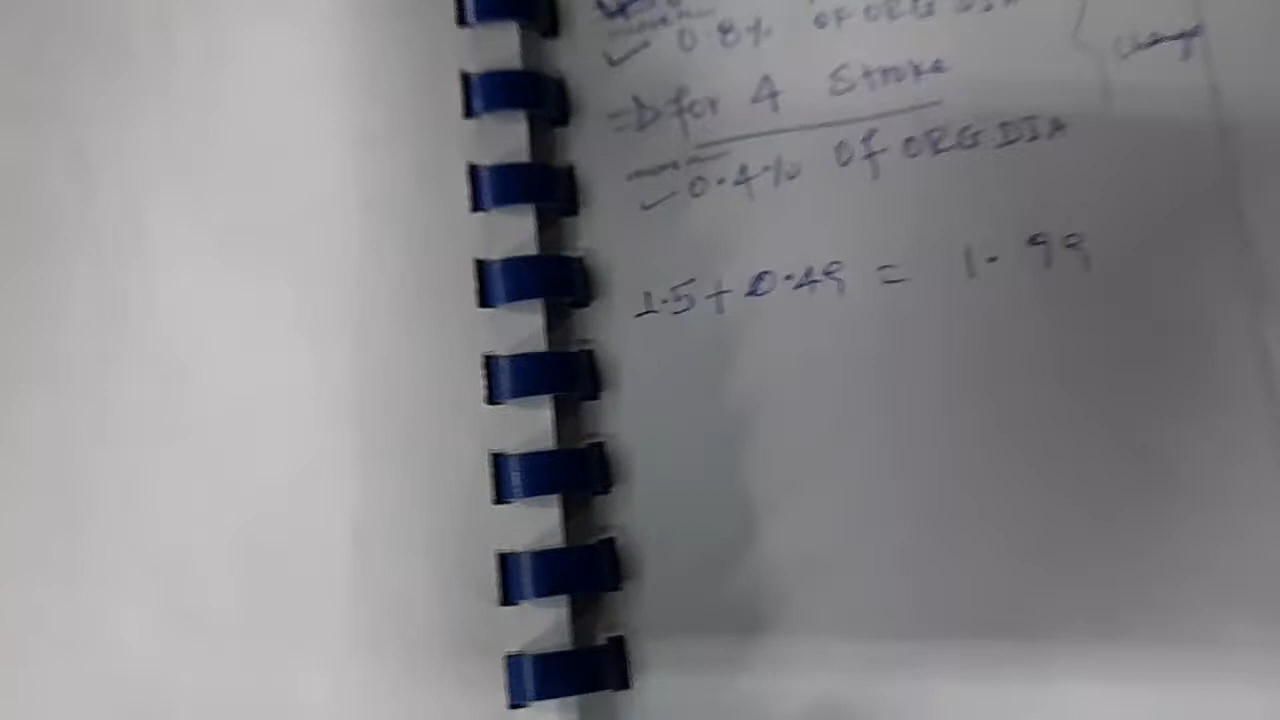 ✓ 0.8% OF ORG DIA
change
=> for 4 Stroke
✓ 0.4% Of ORG DIA
1.5+0.49 = 1.99